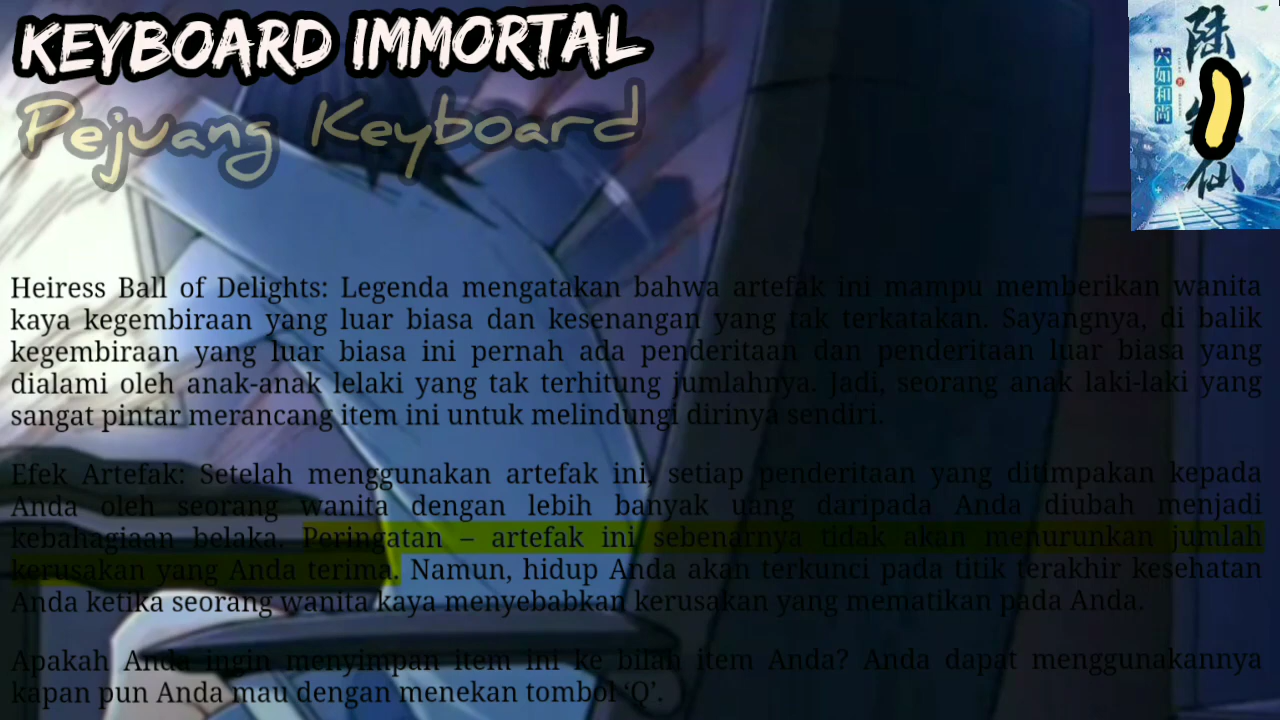 KEYBOARD IMMORTAL
Pejuang Keyboard
陆
仙
六如和尚
Heiress Ball of Delights: Legenda mengatakan bahwa artefak ini mampu memberikan wanita
kaya kegembiraan yang luar biasa dan kesenangan yang tak terkatakan. Sayangnya, di balik
kegembiraan yang luar biasa ini pernah ada penderitaan dan penderitaan luar biasa yang
dialami oleh anak-anak lelaki yang tak terhitung jumlahnya. Jadi, seorang anak laki-laki yang
sangat pintar merancang item ini untuk melindungi dirinya sendiri.
Efek Artefak: Setelah menggunakan artefak ini, setiap penderitaan yang ditimpakan kepada
Anda oleh seorang wanita dengan lebih banyak uang daripada Anda diubah menjadi
kebahagiaan belaka. Peringatan – artefak ini sebenarnya tidak akan menurunkan jumlah
kerusakan yang Anda terima. Namun, hidup Anda akan terkunci pada titik terakhir kesehatan
Anda ketika seorang wanita kaya menyebabkan kerusakan yang mematikan pada Anda.
Apakah Anda ingin menyimpan item ini ke bilah item Anda? Anda dapat menggunakannya
kapan pun Anda mau dengan menekan tombol ‘Q’.